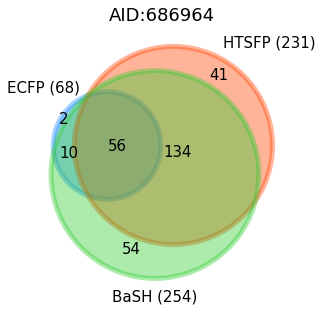 AID:686964
HTSFP (231)
41
ECFP (68)
2
10
56
134
54
BaSH (254)